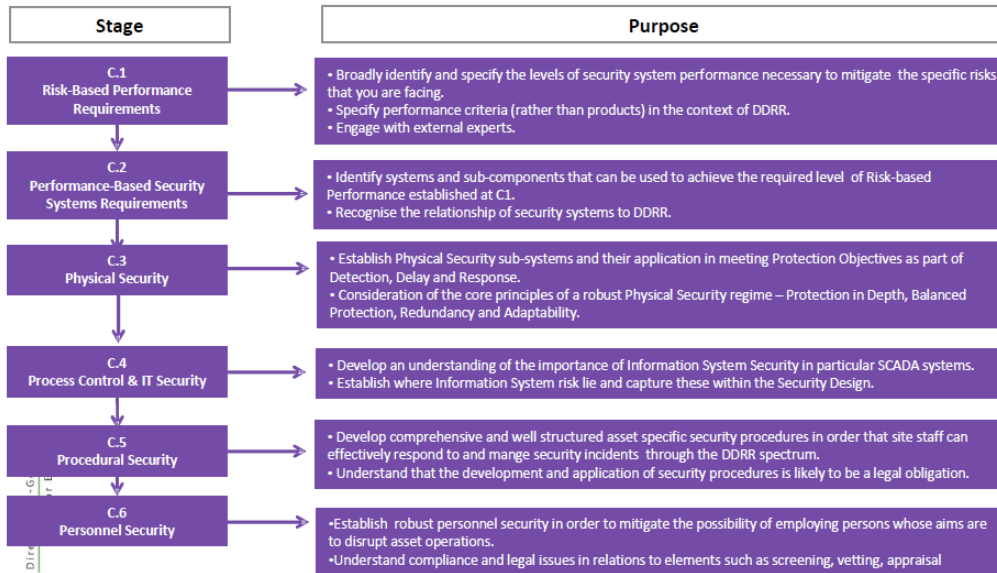 Stage
Purpose
C.1
Risk-Based Performance
Requirements
• Broadly identify and specify the levels of security system performance necessary to mitigate the specific risks
that you are facing.
• Specify performance criteria (rather than products) in the context of DDRR.
• Engage with external experts.
C.2
Performance-Based Security
Systems Requirements
• Identify systems and sub-components that can be used to achieve the required level of Risk-based
Performance established at C1.
• Recognise the relationship of security systems to DDRR.
C.3
Physical Security
• Establish Physical Security sub-systems and their application in meeting Protection Objectives as part of
Detection, Delay and Response.
• Consideration of the core principles of a robust Physical Security regime – Protection in Depth, Balanced
Protection, Redundancy and Adaptability.
C.4
Process Control & IT Security
• Develop an understanding of the importance of Information System Security in particular SCADA systems.
• Establish where Information System risk lie and capture these within the Security Design.
C.5
Procedural Security
• Develop comprehensive and well structured asset specific security procedures in order that site staff can
effectively respond to and mange security incidents through the DDRR spectrum.
• Understand that the development and application of security procedures is likely to be a legal obligation.
C.6
Personnel Security
•Establish robust personnel security in order to mitigate the possibility of employing persons whose aims are
to disrupt asset operations.
•Understand compliance and legal issues in relations to elements such as screening, vetting, appraisal